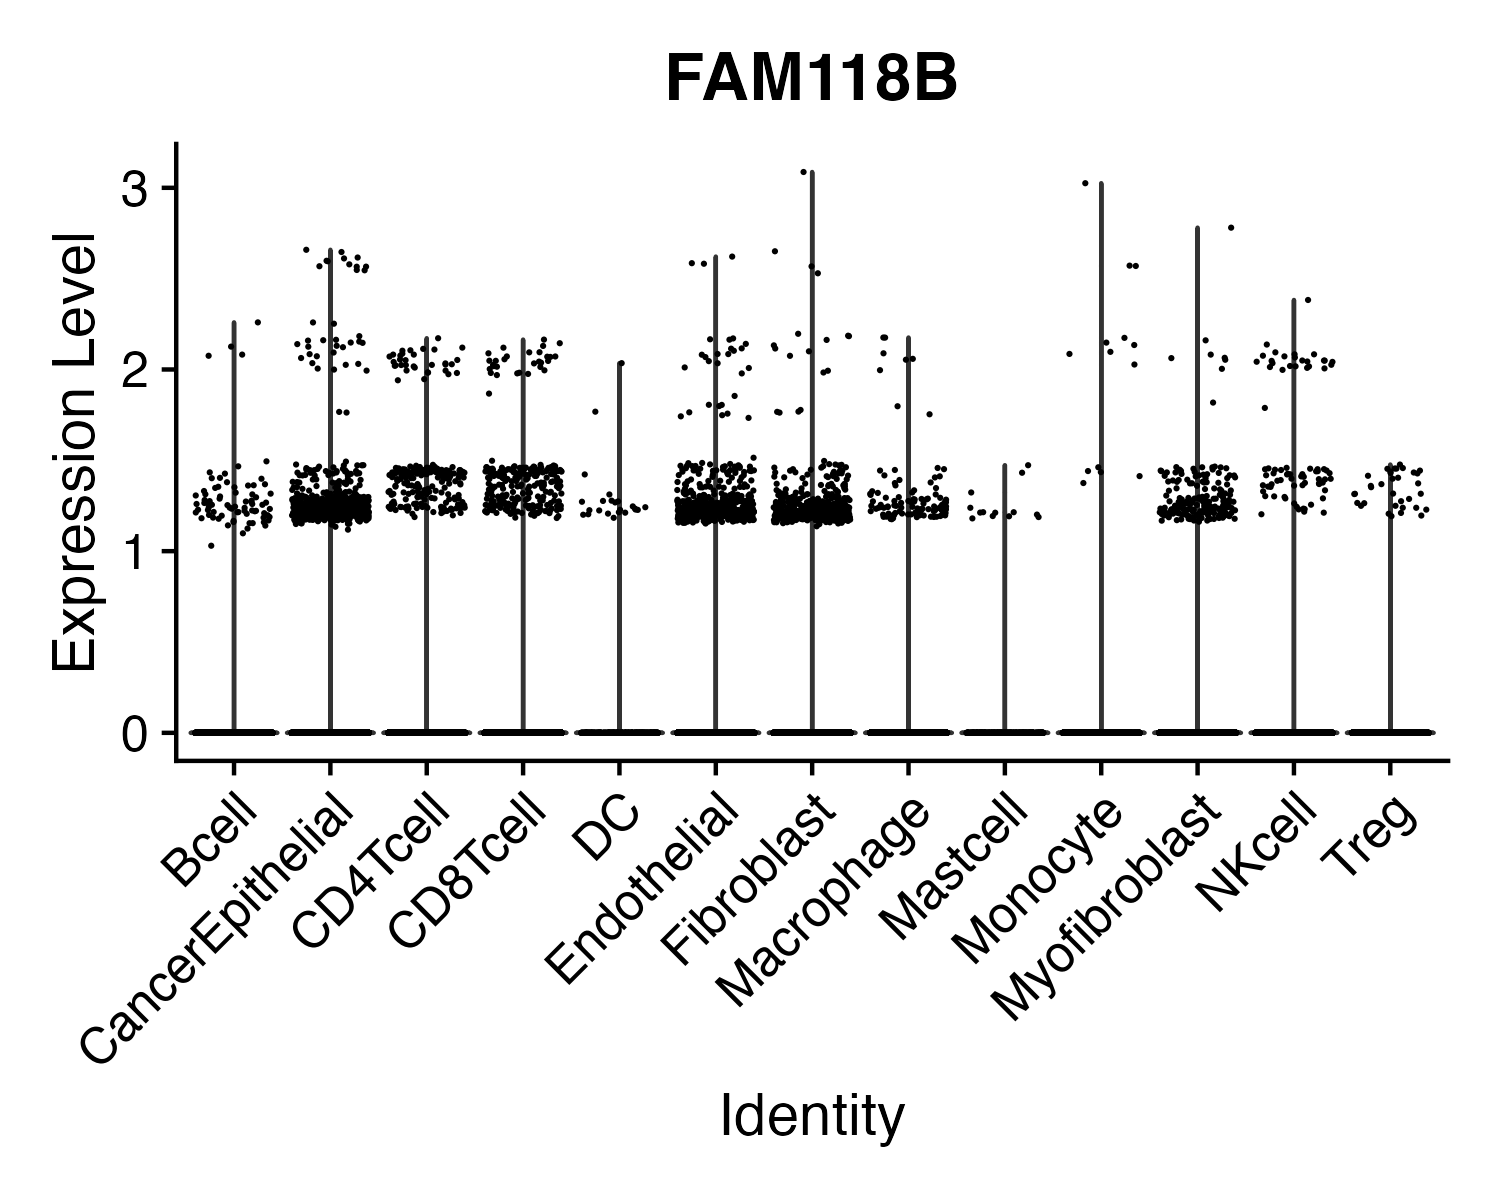 FAM118B
Expression Level
3
2
1
0
Bcell
CancerEpithelial
CD4Tcell
CD8Tcell
DC
Endothelial
Fibroblast
Macrophage
Mastcell
Monocyte
Myofibroblast
NKcell
Treg
Identity